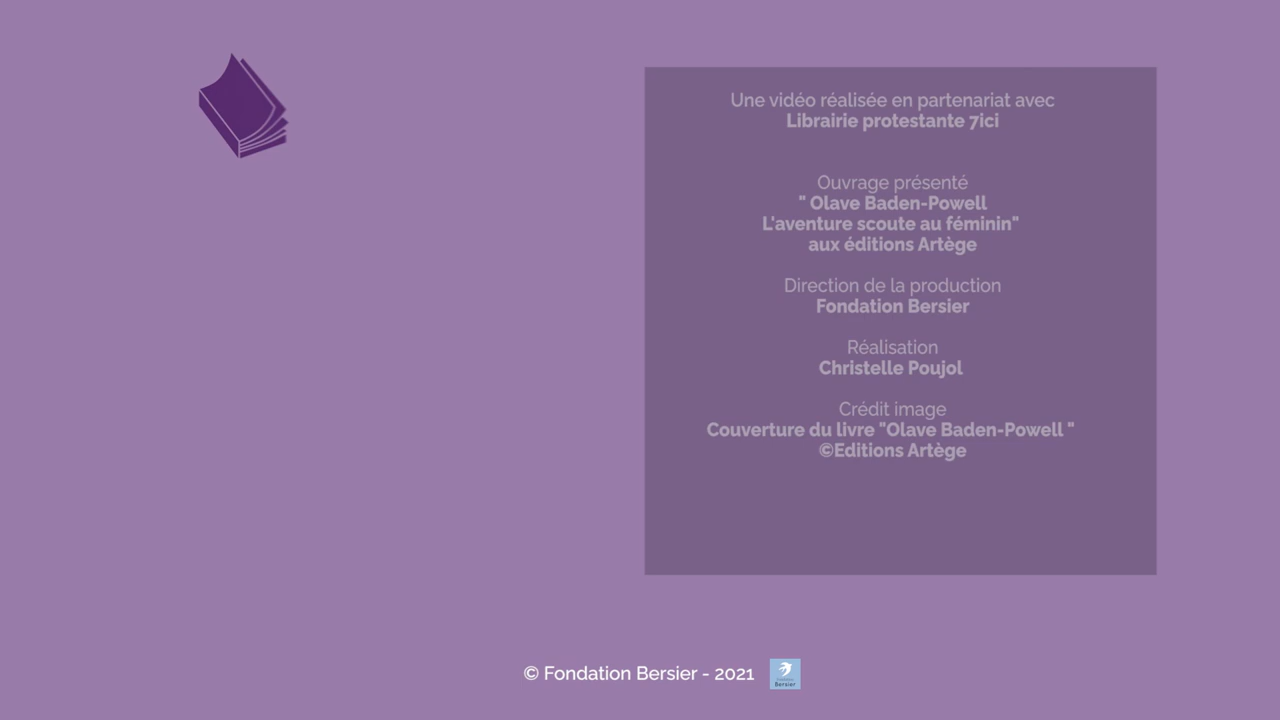 Une vidéo réalisée en partenariat avec
Librairie protestante 7ici
Ouvrage présenté
" Olave Baden-Powell
L'aventure scoute au féminin"
aux éditions Artège
Direction de la production
Fondation Bersier
Réalisation
Christelle Poujol
Crédit image
Couverture du livre "Olave Baden-Powell "
©Editions Artège
© Fondation Bersier - 2021
Bersier